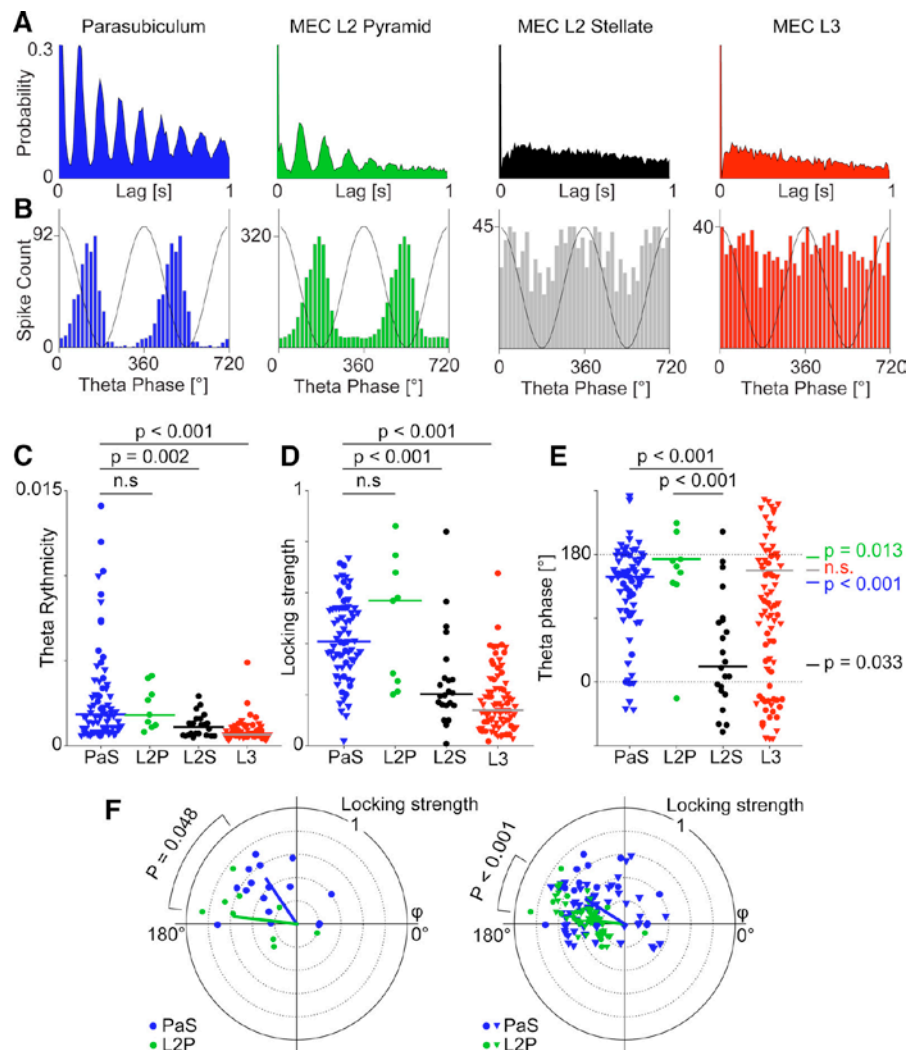 A Parasubiculum MEC L2 Pyramid MEC L2 Stellate MEC L3
0.3
Probability
0
0 Lag [s] 1 0 Lag [s] 1 0 Lag [s] 1 0 Lag [s] 1
B
92 320 45 40
Spike Count
0
0 360 720 0 360 720 0 360 720 0 360 720
Theta Phase [°] Theta Phase [°] Theta Phase [°] Theta Phase [°]
C
p < 0.001
p = 0.002
n.s
0.015
Theta Rythmicity
0
PaS L2P L2S L3
D
p < 0.001
p < 0.001
n.s
1
Locking strength
0
PaS L2P L2S L3
E
p < 0.001
p < 0.001
Theta phase [°]
180
0
p = 0.013
n.s.
p < 0.001
p = 0.033
PaS L2P L2S L3
F
Locking strength
1
P = 0.048
φ
180° 0°
PaS
L2P
Locking strength
1
P < 0.001
φ
180° 0°
PaS
L2P